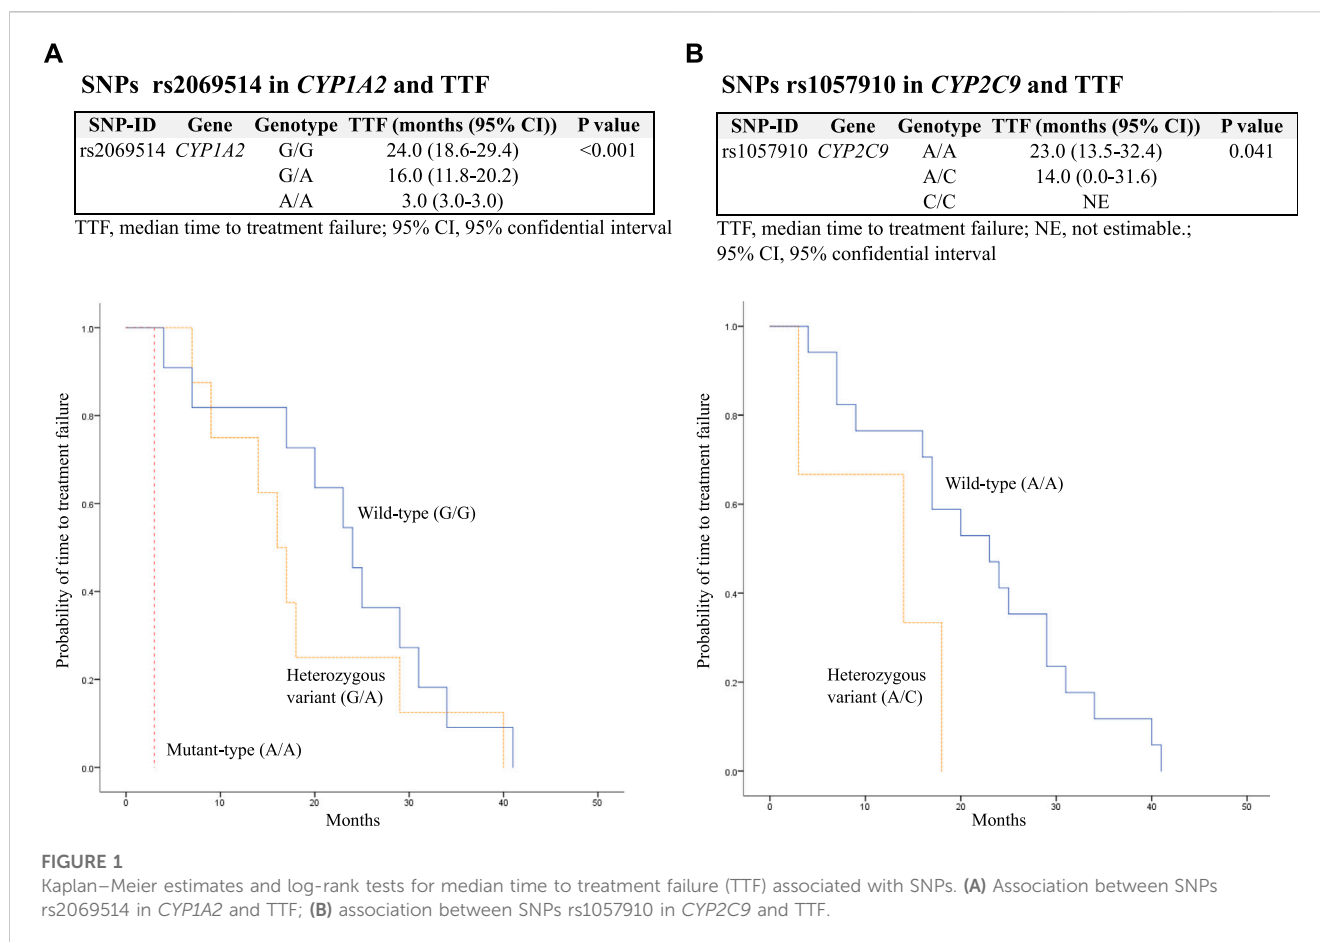 A
SNPs rs2069514 in CYP1A2 and TTF
SNP-ID Gene Genotype TTF (months (95% CI)) P value
rs2069514 CYP1A2 G/G 24.0 (18.6-29.4) <0.001
G/A 16.0 (11.8-20.2)
A/A 3.0 (3.0-3.0)
TTF, median time to treatment failure; 95% CI, 95% confidential interval
Probability of time to treatment failure
1.0
0.8
0.6
0.4
0.2
0.0
Wild-type (G/G)
Heterozygous
variant (G/A)
Mutant-type (A/A)
0 10 20 30 40 50
Months
B
SNPs rs1057910 in CYP2C9 and TTF
SNP-ID Gene Genotype TTF (months (95% CI)) P value
rs1057910 CYP2C9 A/A 23.0 (13.5-32.4) 0.041
A/C 14.0 (0.0-31.6)
C/C NE
TTF, median time to treatment failure; NE, not estimable.;
95% CI, 95% confidential interval
Probability of time to treatment failure
1.0
0.8
0.6
0.4
0.2
0.0
Wild-type (A/A)
Heterozygous
variant (A/C)
0 10 20 30 40 50
Months
FIGURE 1
Kaplan–Meier estimates and log-rank tests for median time to treatment failure (TTF) associated with SNPs. (A) Association between SNPs
rs2069514 in CYP1A2 and TTF; (B) association between SNPs rs1057910 in CYP2C9 and TTF.